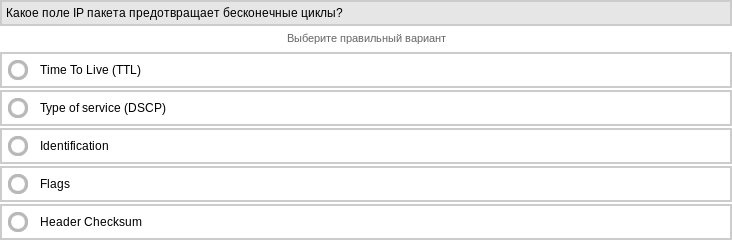 Какое поле IP пакета предотвращает бесконечные циклы?
Выберите правильный вариант
Time To Live (TTL)
Type of service (DSCP)
Identification
Flags
Header Checksum